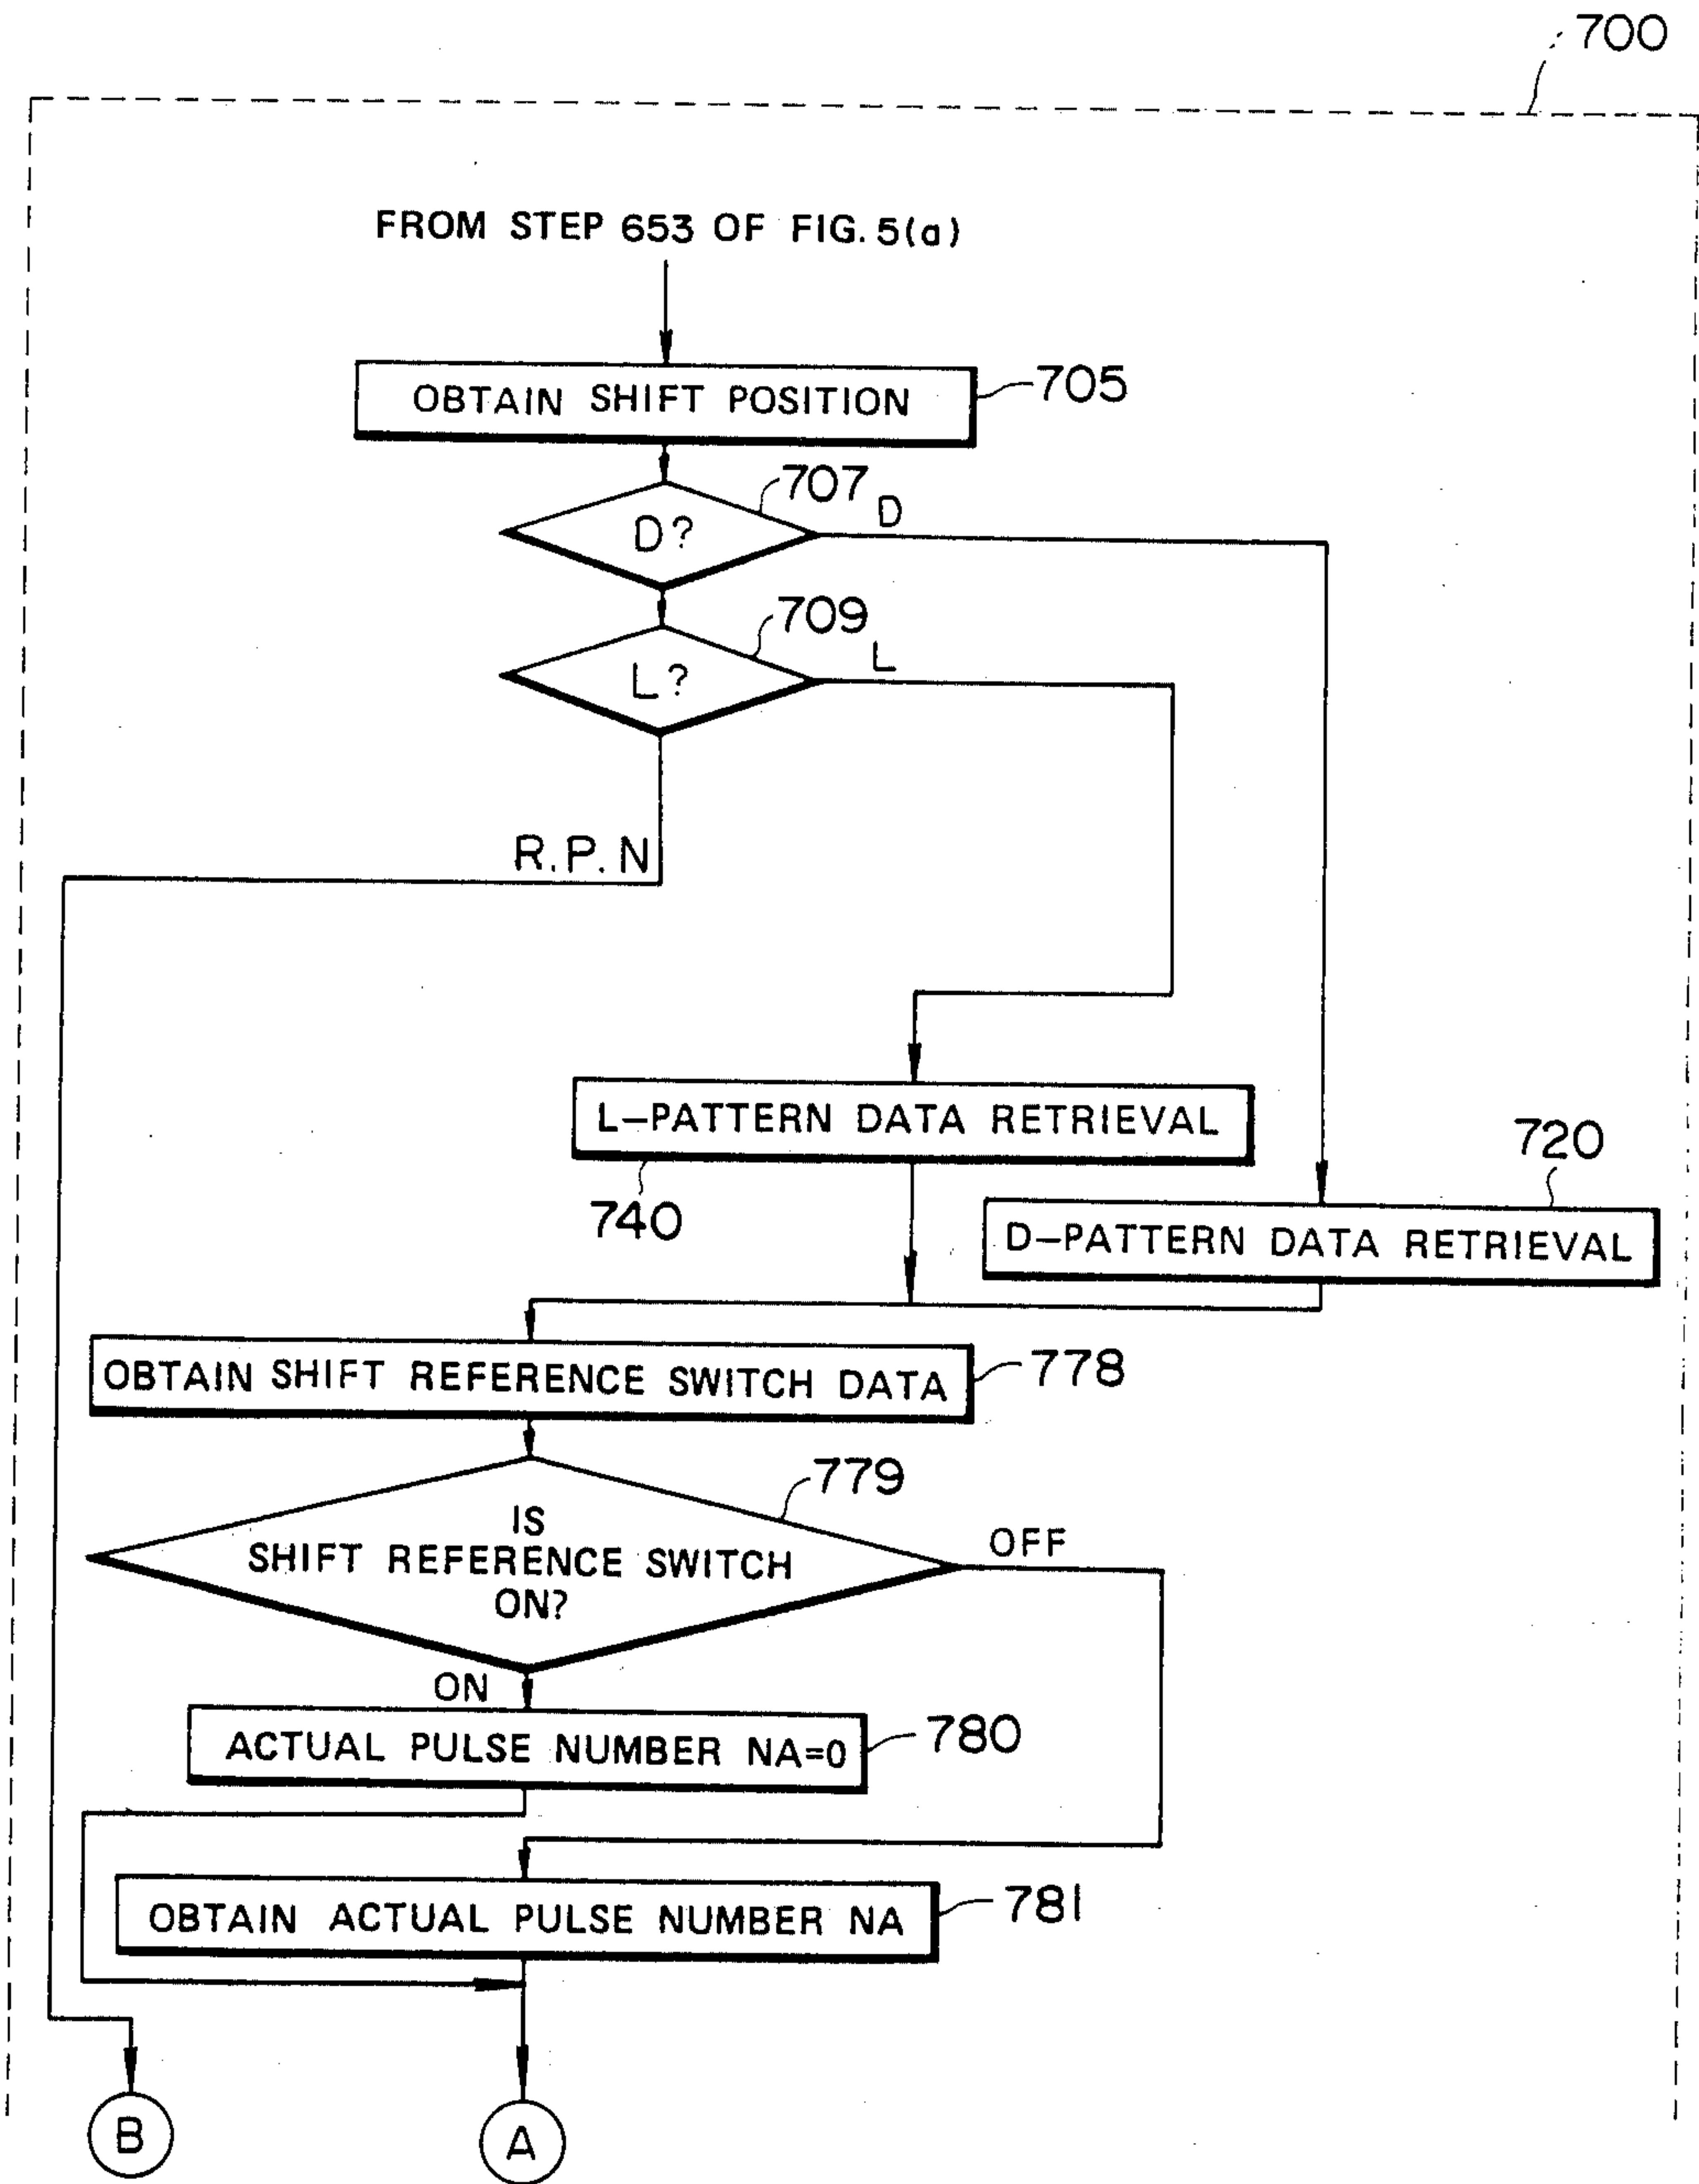 700
FROM STEP 653 OF FIG. 5(a)
OBTAIN SHIFT POSITION
705
707
D?
D
709
L?
L
R.P.N
L-PATTERN DATA RETRIEVAL
740
720
D-PATTERN DATA RETRIEVAL
OBTAIN SHIFT REFERENCE SWITCH DATA
778
779
IS
SHIFT REFERENCE SWITCH
ON?
OFF
ON
ACTUAL PULSE NUMBER NA=0
780
OBTAIN ACTUAL PULSE NUMBER NA
781
B
A